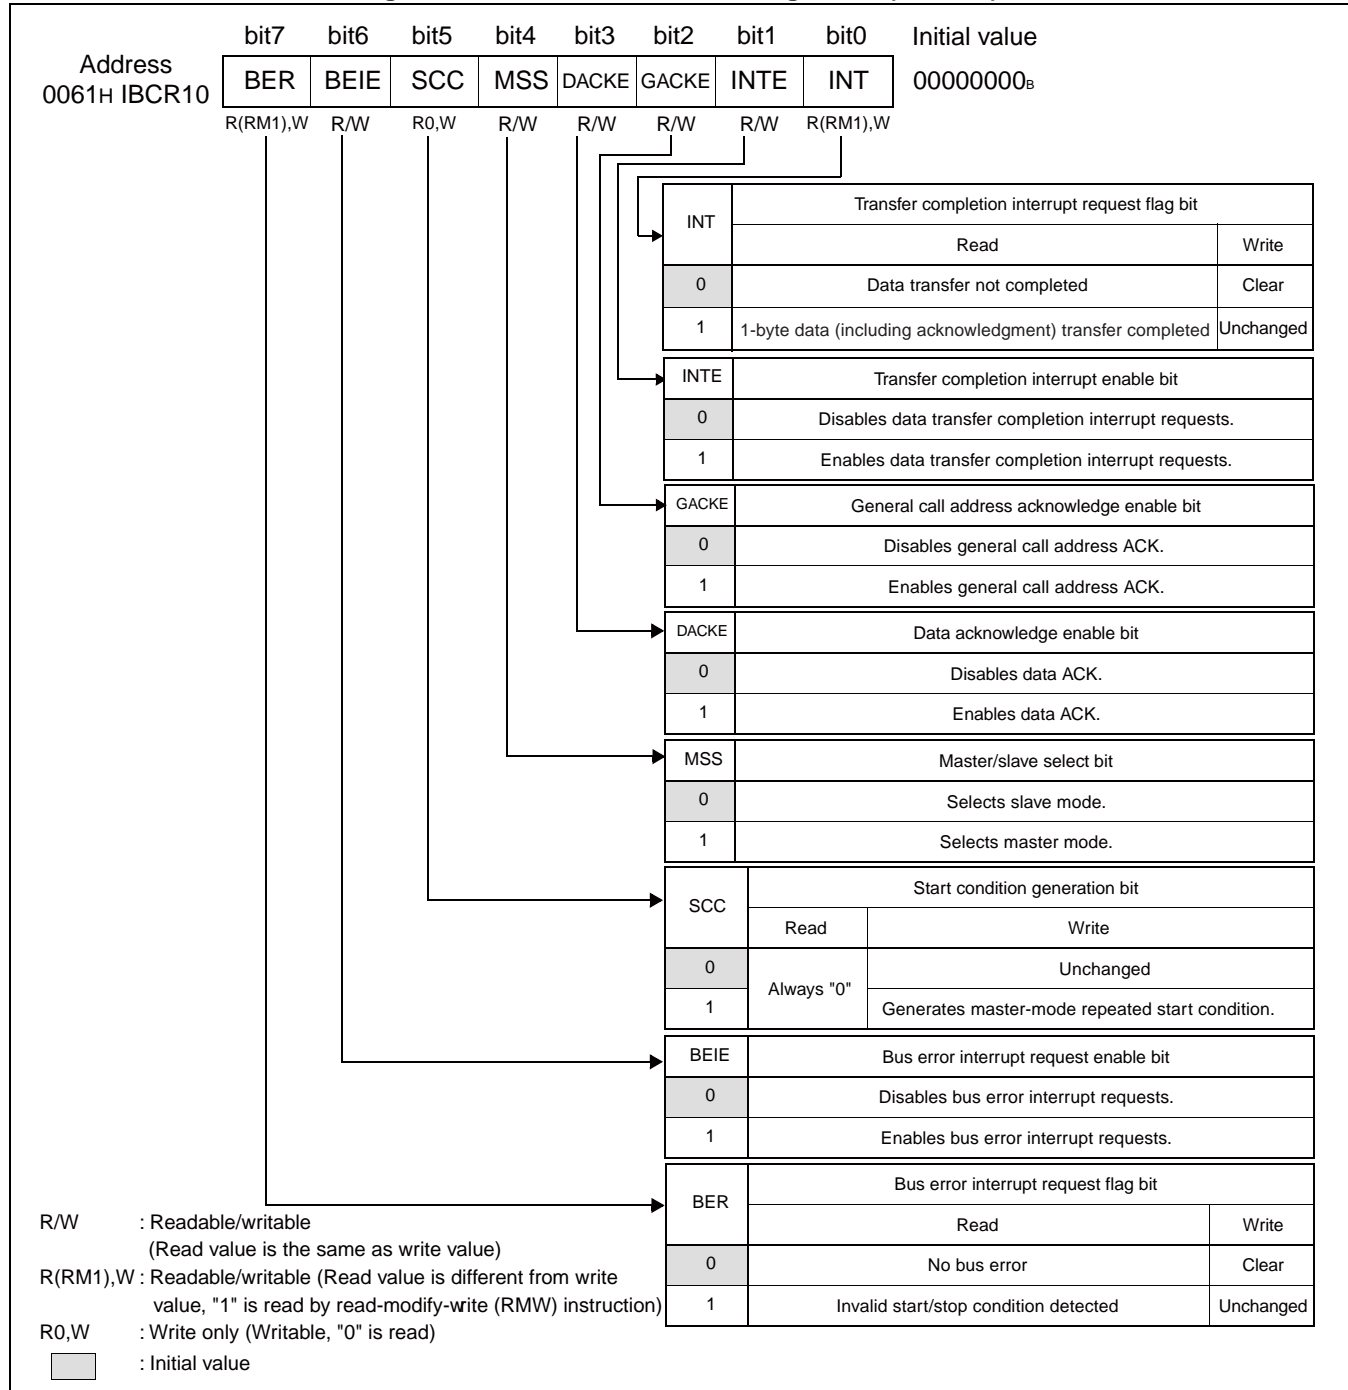 bit7 bit6 bit5 bit4 bit3 bit2 bit1 bit0 Initial value
Address
0061H IBCR10 BER BEIE SCC MSS DACKE GACKE INTE INT 00000000B
R(RM1),W R/W R0,W R/W R/W R/W R/W R(RM1),W
INT Transfer completion interrupt request flag bit
Read Write
0 Data transfer not completed Clear
1 1-byte data (including acknowledgment) transfer completed Unchanged
INTE Transfer completion interrupt enable bit
0 Disables data transfer completion interrupt requests.
1 Enables data transfer completion interrupt requests.
GACKE General call address acknowledge enable bit
0 Disables general call address ACK.
1 Enables general call address ACK.
DACKE Data acknowledge enable bit
0 Disables data ACK.
1 Enables data ACK.
MSS Master/slave select bit
0 Selects slave mode.
1 Selects master mode.
SCC Start condition generation bit
Read Write
0 Always "0" Unchanged
1 Generates master-mode repeated start condition.
BEIE Bus error interrupt request enable bit
0 Disables bus error interrupt requests.
1 Enables bus error interrupt requests.
BER Bus error interrupt request flag bit
Read Write
0 No bus error Clear
1 Invalid start/stop condition detected Unchanged
R/W : Readable/writable
(Read value is the same as write value)
R(RM1),W : Readable/writable (Read value is different from write
value, "1" is read by read-modify-write (RMW) instruction)
R0,W : Write only (Writable, "0" is read)
: Initial value